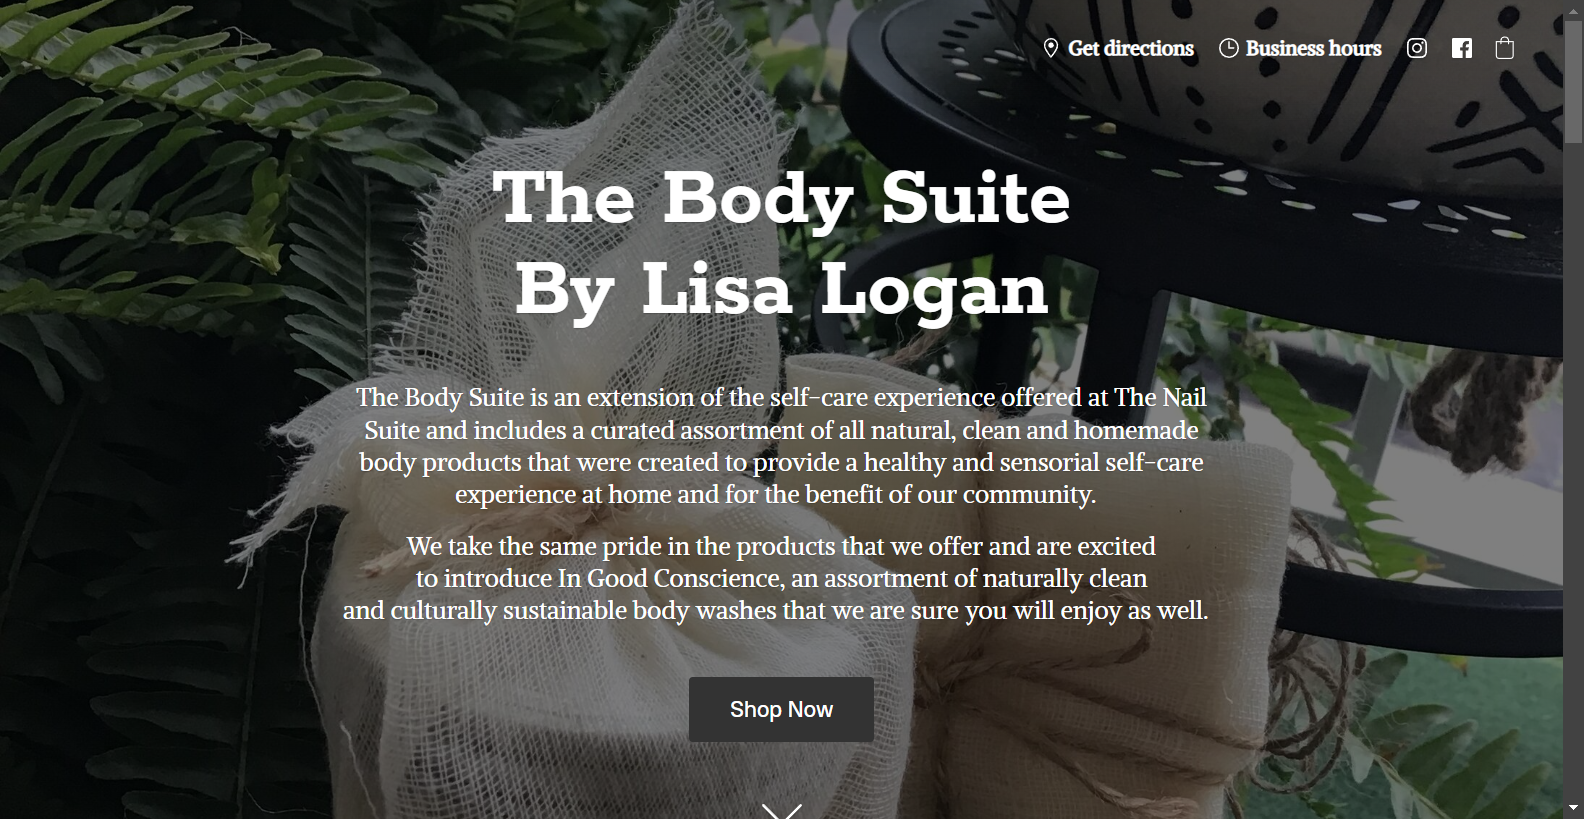 Get directions
Business hours
The Body Suite
By Lisa Logan
The Body Suite is an extension of the self-care experience offered at The Nail
Suite and includes a curated assortment of all natural, clean and homemade
body products that were created to provide a healthy and sensorial self-care
experience at home and for the benefit of our community.
We take the same pride in the products that we offer and are excited
to introduce In Good Conscience, an assortment of naturally clean
and culturally sustainable body washes that we are sure you will enjoy as well.
Shop Now